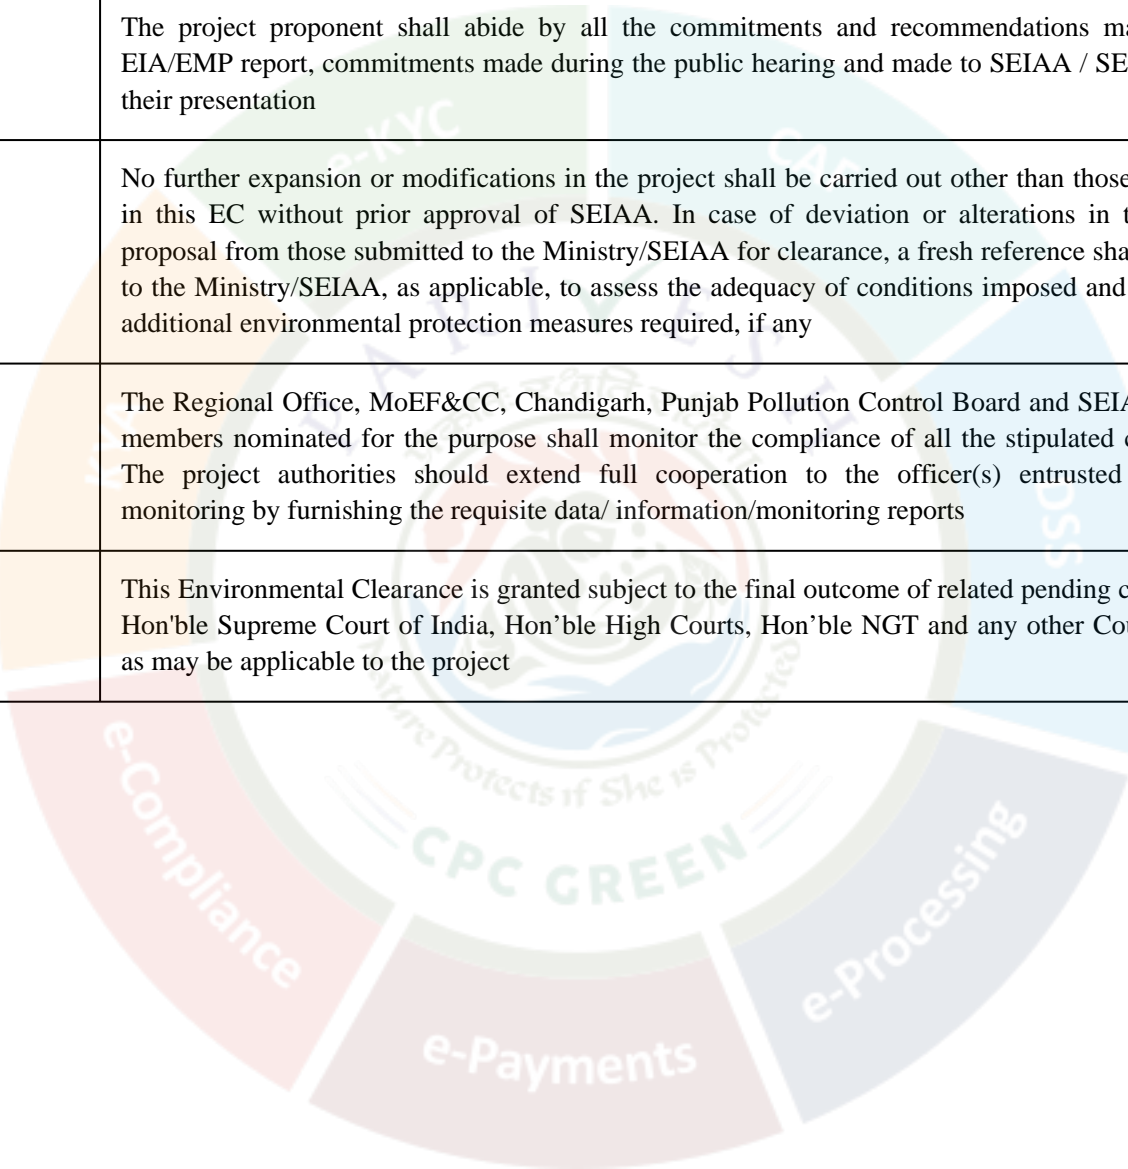 The project proponent shall abide by all the commitments and recommendations
EIA/EMP report, commitments made during the public hearing and made to SEIAA /
their presentation
No further expansion or modifications in the project shall be carried out other than those
in this EC without prior approval of SEIAA. In case of deviation or alterations in
proposal from those submitted to the Ministry/SEIAA for clearance, a fresh reference
to the Ministry/SEIAA, as applicable, to assess the adequacy of conditions imposed and
additional environmental protection measures required, if any
The Regional Office, MoEF&CC, Chandigarh, Punjab Pollution Control Board and
members nominated for the purpose shall monitor the compliance of all the stipulated
The project authorities should extend full cooperation to the officer(s) entrusted
monitoring by furnishing the requisite data/ information/monitoring reports
This Environmental Clearance is granted subject to the final outcome of related pending
Hon'ble Supreme Court of India, Hon’ble High Courts, Hon’ble NGT and any other
as may be applicable to the project
e-KYC
PARIVESH
KYA
DSS
Nature Protects if She is Protected
CPC GREEN
e-Compliance
e-Processing
e-Payments